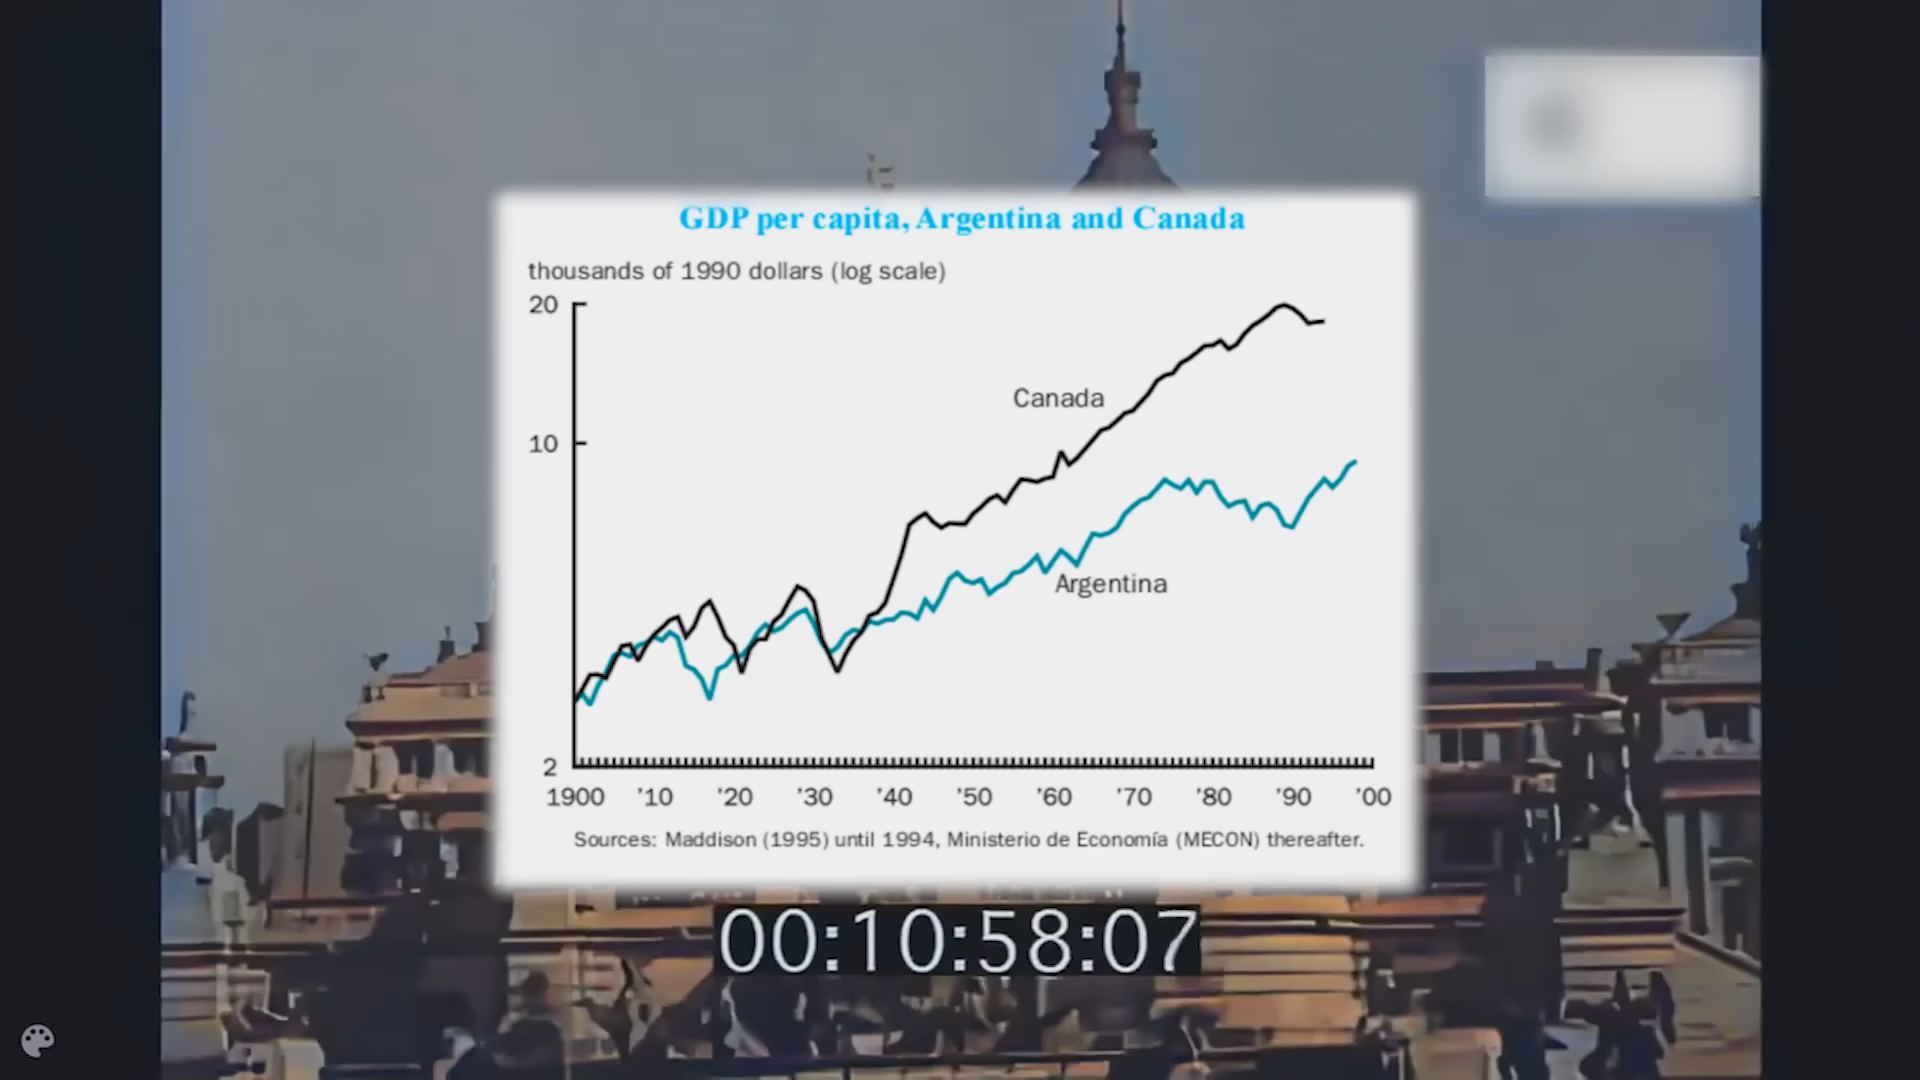 GDP per capita, Argentina and Canada
thousands of 1990 dollars (log scale)
20
10
2
Canada
Argentina
1900 '10 '20 '30 '40 '50 '60 '70 '80 '90 '00
Sources: Maddison (1995) until 1994, Ministerio de Economía (MECON) thereafter.
00:10:58:07